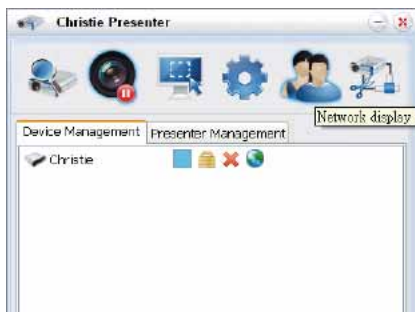 Christie Presenter
Network display
Device Management Presenter Management
Christie